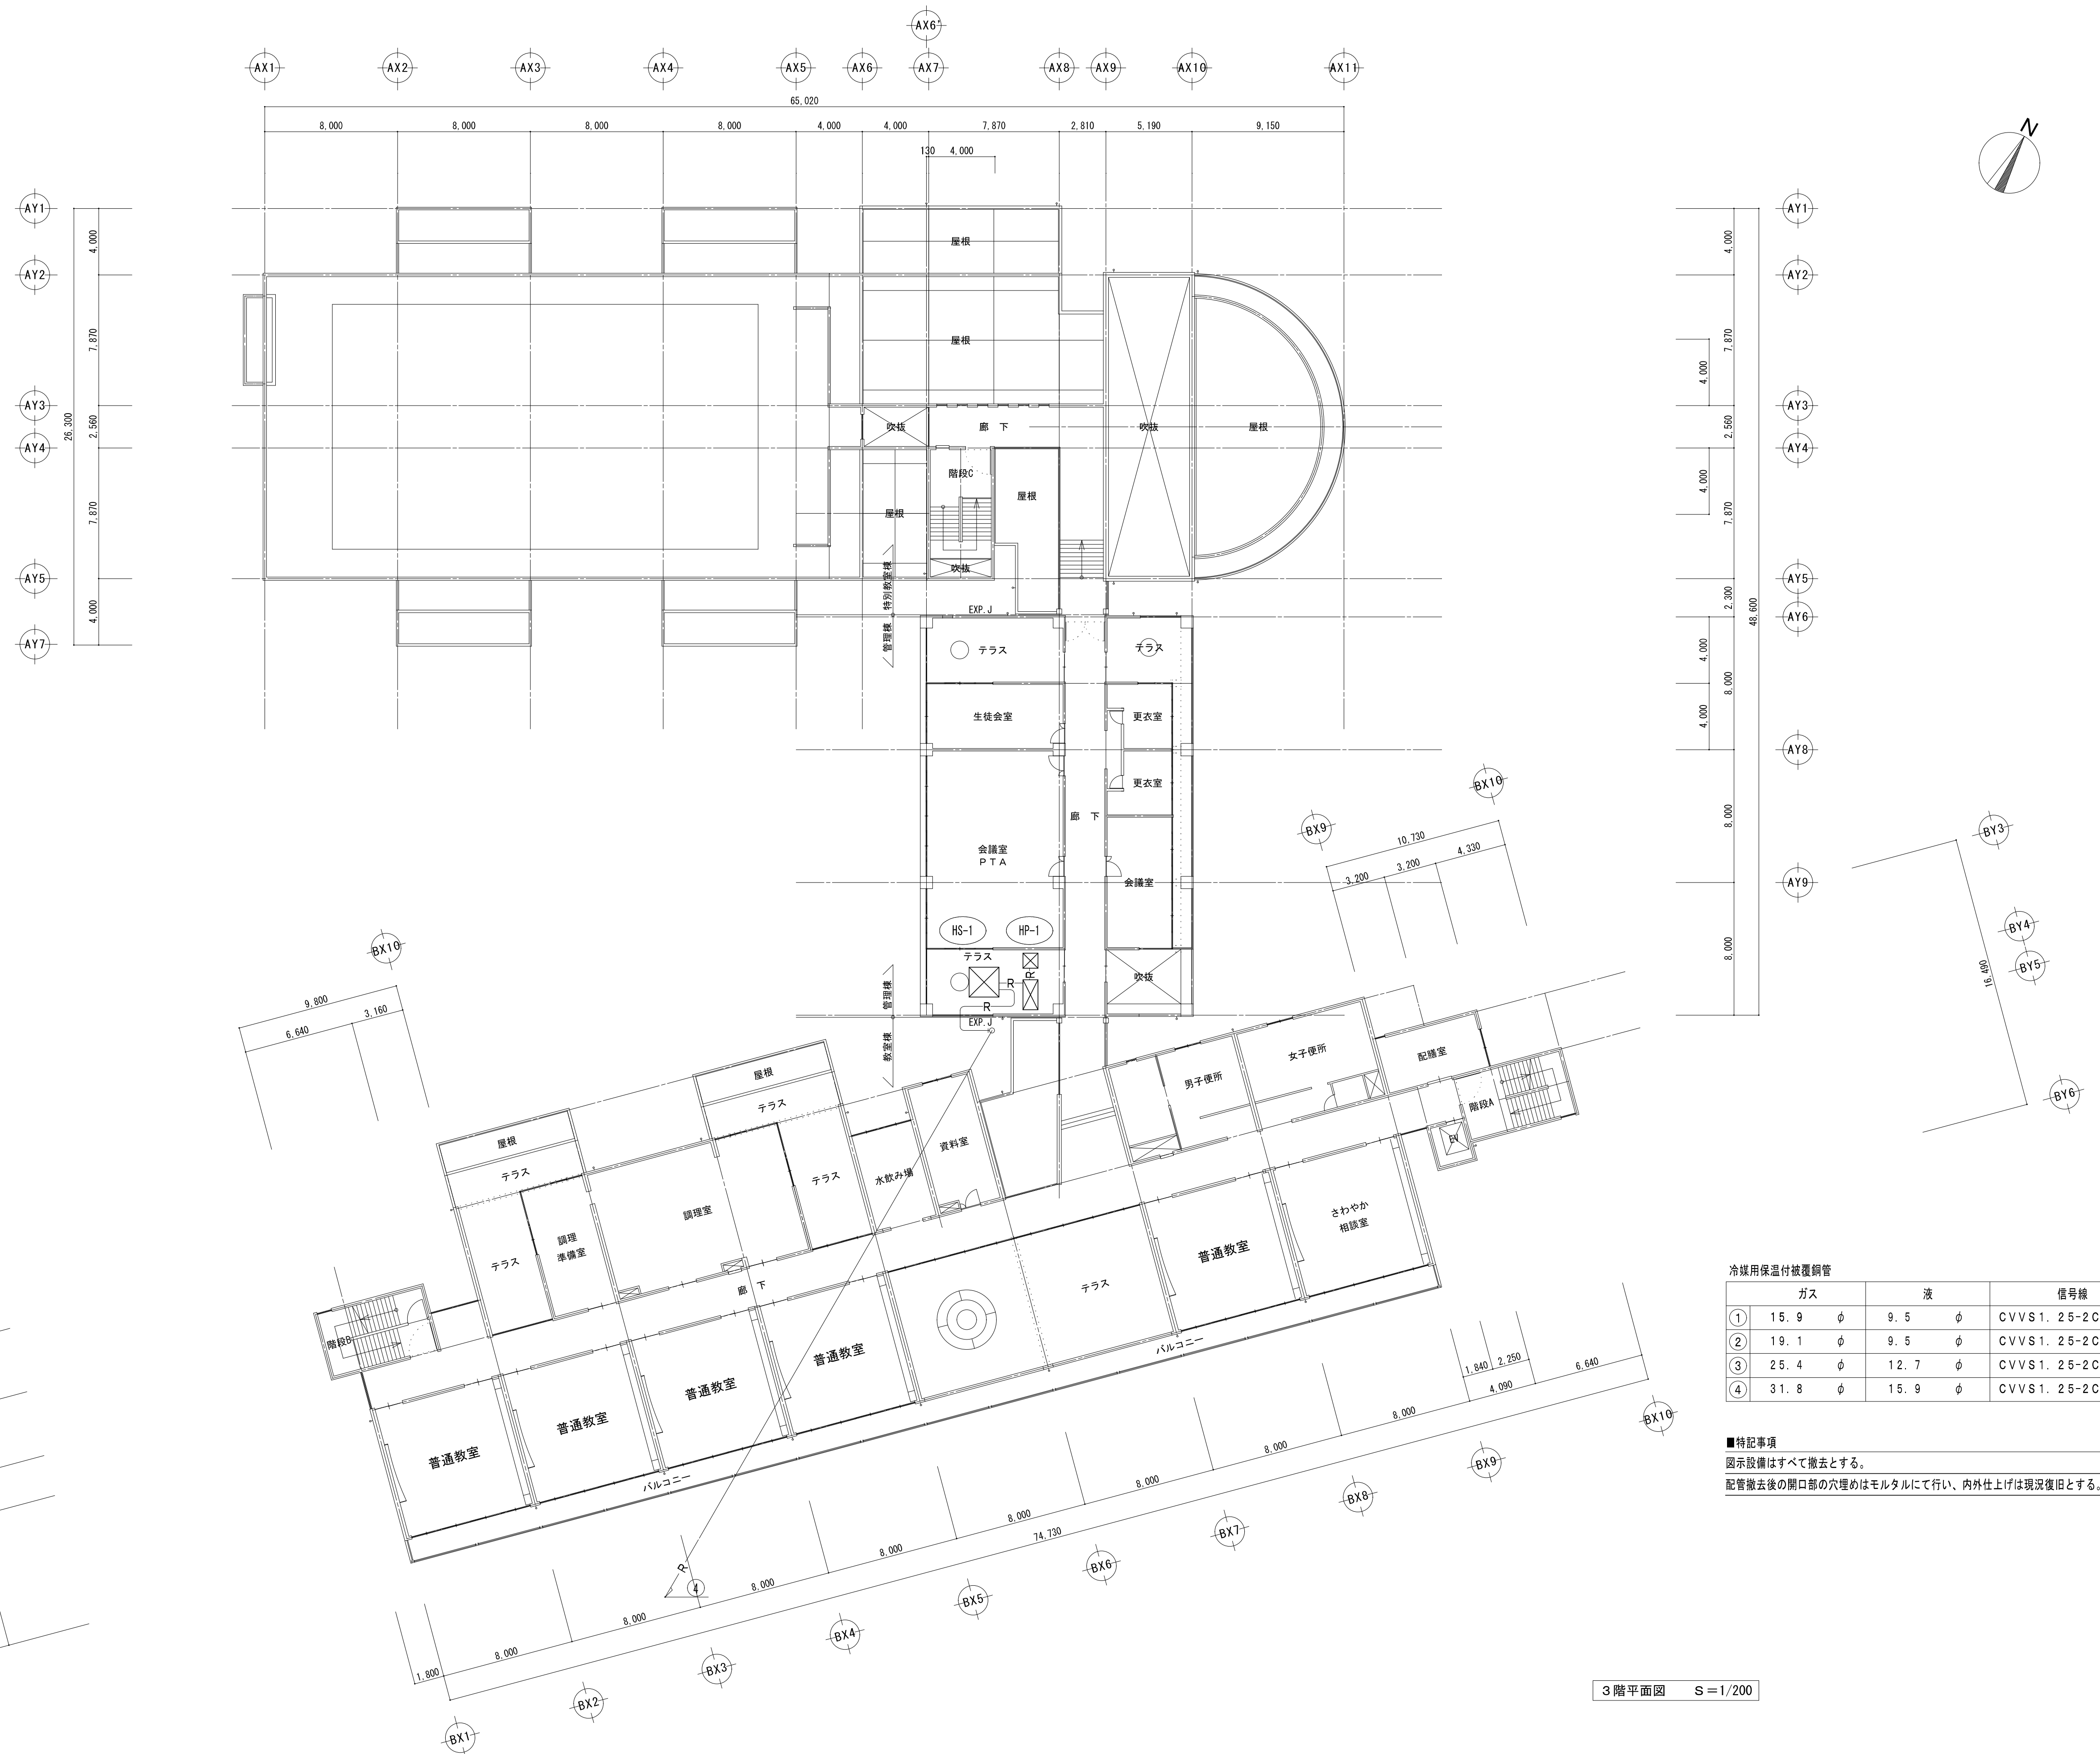 AX6'
AX1 AX2 AX3 AX4 AX5 AX6 AX7 AX8 AX9 AX10 AX11
65,020
8,000 8,000 8,000 8,000 4,000 4,000 7,870 2,810 5,190 9,150
130 4,000
N
AY1 AY1
4,000 4,000
屋根
AY2 AY2
7,870 7,870
屋根
4,000
AY3 AY3
26,300 2,560 吹抜 廊 下 吹抜 屋根 2,560
AY4 AY4
階段C
4,000
屋根
7,870 屋根 7,870
吹抜
AY5 AY5
特別教室棟
4,000 2,300
EXP.J
AY6
48,600
管理棟
AY7
テラス テラス
4,000
8,000
生徒会室 更衣室
4,000
AY8
更衣室
BX10
廊 下
8,000
BX9
10,730
BY3
会議室
PTA
4,330
3,200
3,200
会議室
AY9
HS-1 HP-1
BY4
BX10
8,000
テラス
吹抜
BY5
16,490
R
R
R
管理棟
9,800
3,160
6,640
EXP.J
教室棟
女子便所
配膳室
男子便所
屋根
BY6
テラス
階段A
屋根
EV
資料室
テラス
水飲み場
テラス
調理室
さわやか
相談室
調理
準備室
テラス
普通教室
廊 下
テラス
階段B
普通教室
バルコニー
普通教室
普通教室
普通教室
バルコニー
冷媒用保温付被覆銅管
ガス 液 信号線
① 15.9 φ 9.5 φ CVVS1.25-2C
② 19.1 φ 9.5 φ CVVS1.25-2C
③ 25.4 φ 12.7 φ CVVS1.25-2C
④ 31.8 φ 15.9 φ CVVS1.25-2C
■特記事項
図示設備はすべて撤去とする。
配管撤去後の開口部の穴埋めはモルタルにて行い、内外仕上げは現況復旧とする。
1,840 2,250
6,640
4,090
8,000
8,000
8,000
8,000
74,730
8,000
8,000
8,000
8,000
1,800
R
④
BX10
BX9
BX8
BX7
BX6
BX5
BX4
BX3
BX2
BX1
3階平面図 S=1/200